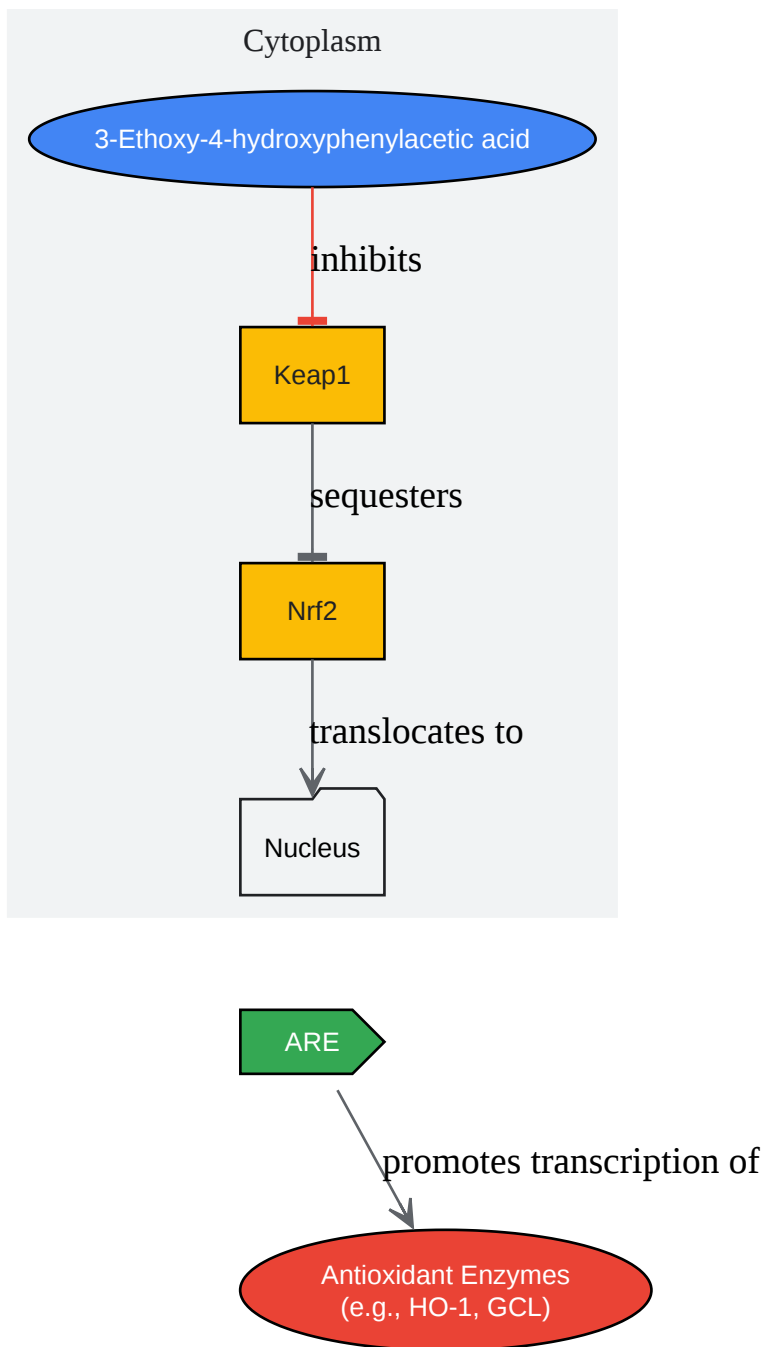 Cytoplasm
3-Ethoxy-4-hydroxyphenylacetic acid
inhibits
Keap1
sequesters
Nrf2
translocates to
Nucleus
ARE
promotes transcription of
Antioxidant Enzymes
(e.g., HO-1, GCL)